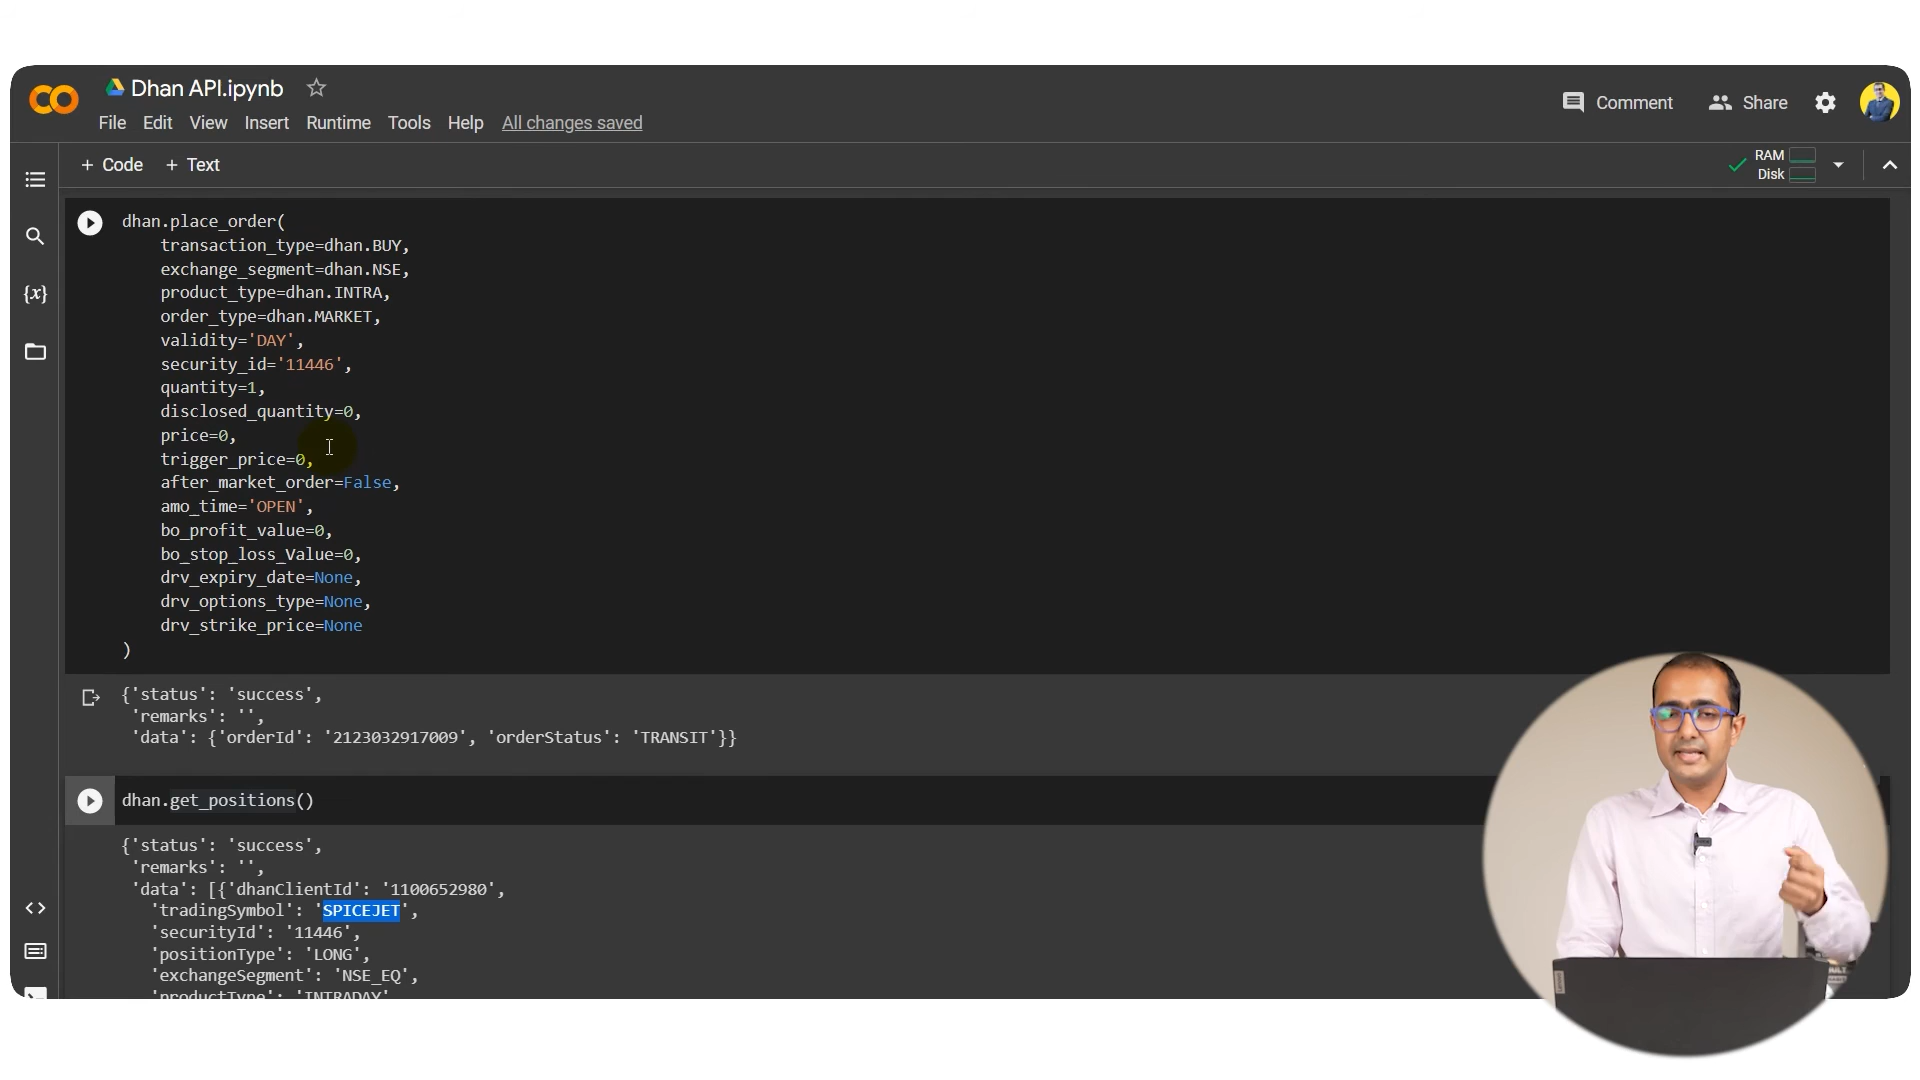 Dhan API.ipynb
File Edit View Insert Runtime Tools Help All changes saved
Comment
Share
+ Code + Text
RAM
Disk
dhan.place_order(
    transaction_type=dhan.BUY,
    exchange_segment=dhan.NSE,
    product_type=dhan.INTRA,
    order_type=dhan.MARKET,
    validity='DAY',
    security_id='11446',
    quantity=1,
    disclosed_quantity=0,
    price=0,
    trigger_price=0,
    after_market_order=False,
    amo_time='OPEN',
    bo_profit_value=0,
    bo_stop_loss_Value=0,
    drv_expiry_date=None,
    drv_options_type=None,
    drv_strike_price=None
)
{'status': 'success',
 'remarks': '',
 'data': {'orderId': '2123032917009', 'orderStatus': 'TRANSIT'}}
dhan.get_positions()
{'status': 'success',
 'remarks': '',
 'data': [{'dhanClientId': '1100652980',
   'tradingSymbol': 'SPICEJET',
   'securityId': '11446',
   'positionType': 'LONG',
   'exchangeSegment': 'NSE_EQ',
   'productType': 'INTRADAY'